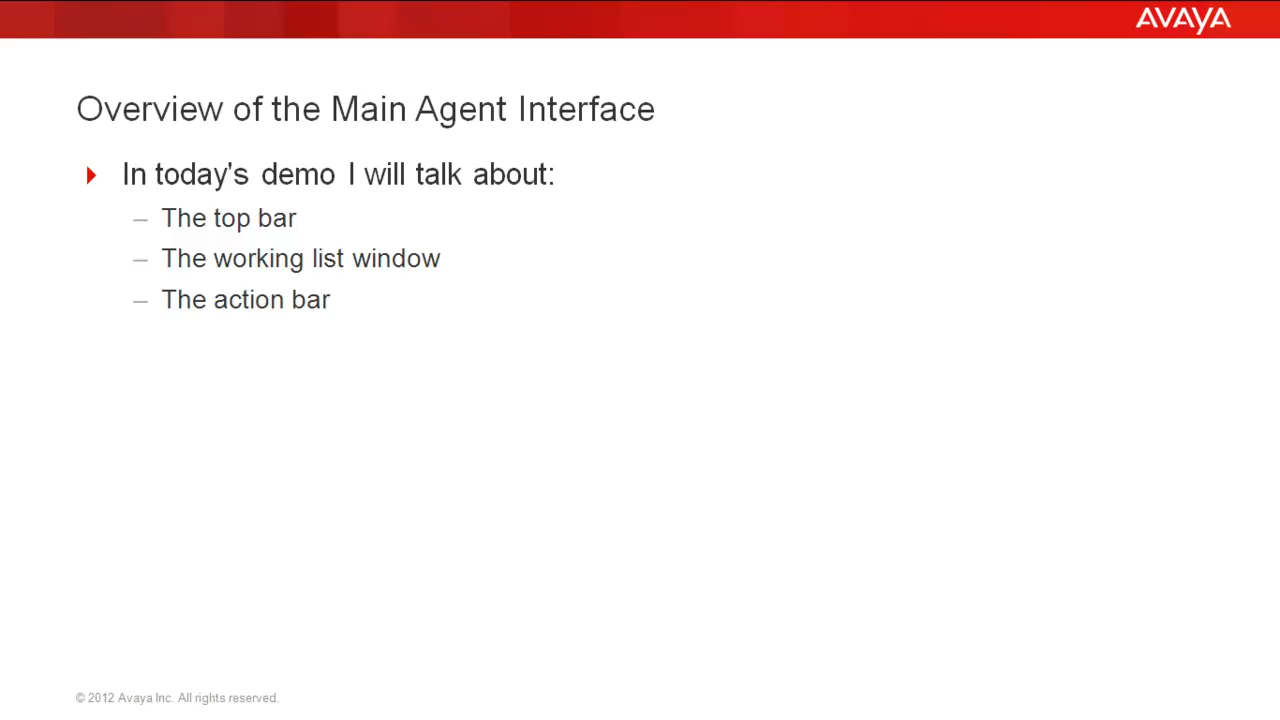 AVAYA
Overview of the Main Agent Interface
In today's demo I will talk about:
– The top bar
– The working list window
– The action bar
© 2012 Avaya Inc. All rights reserved.